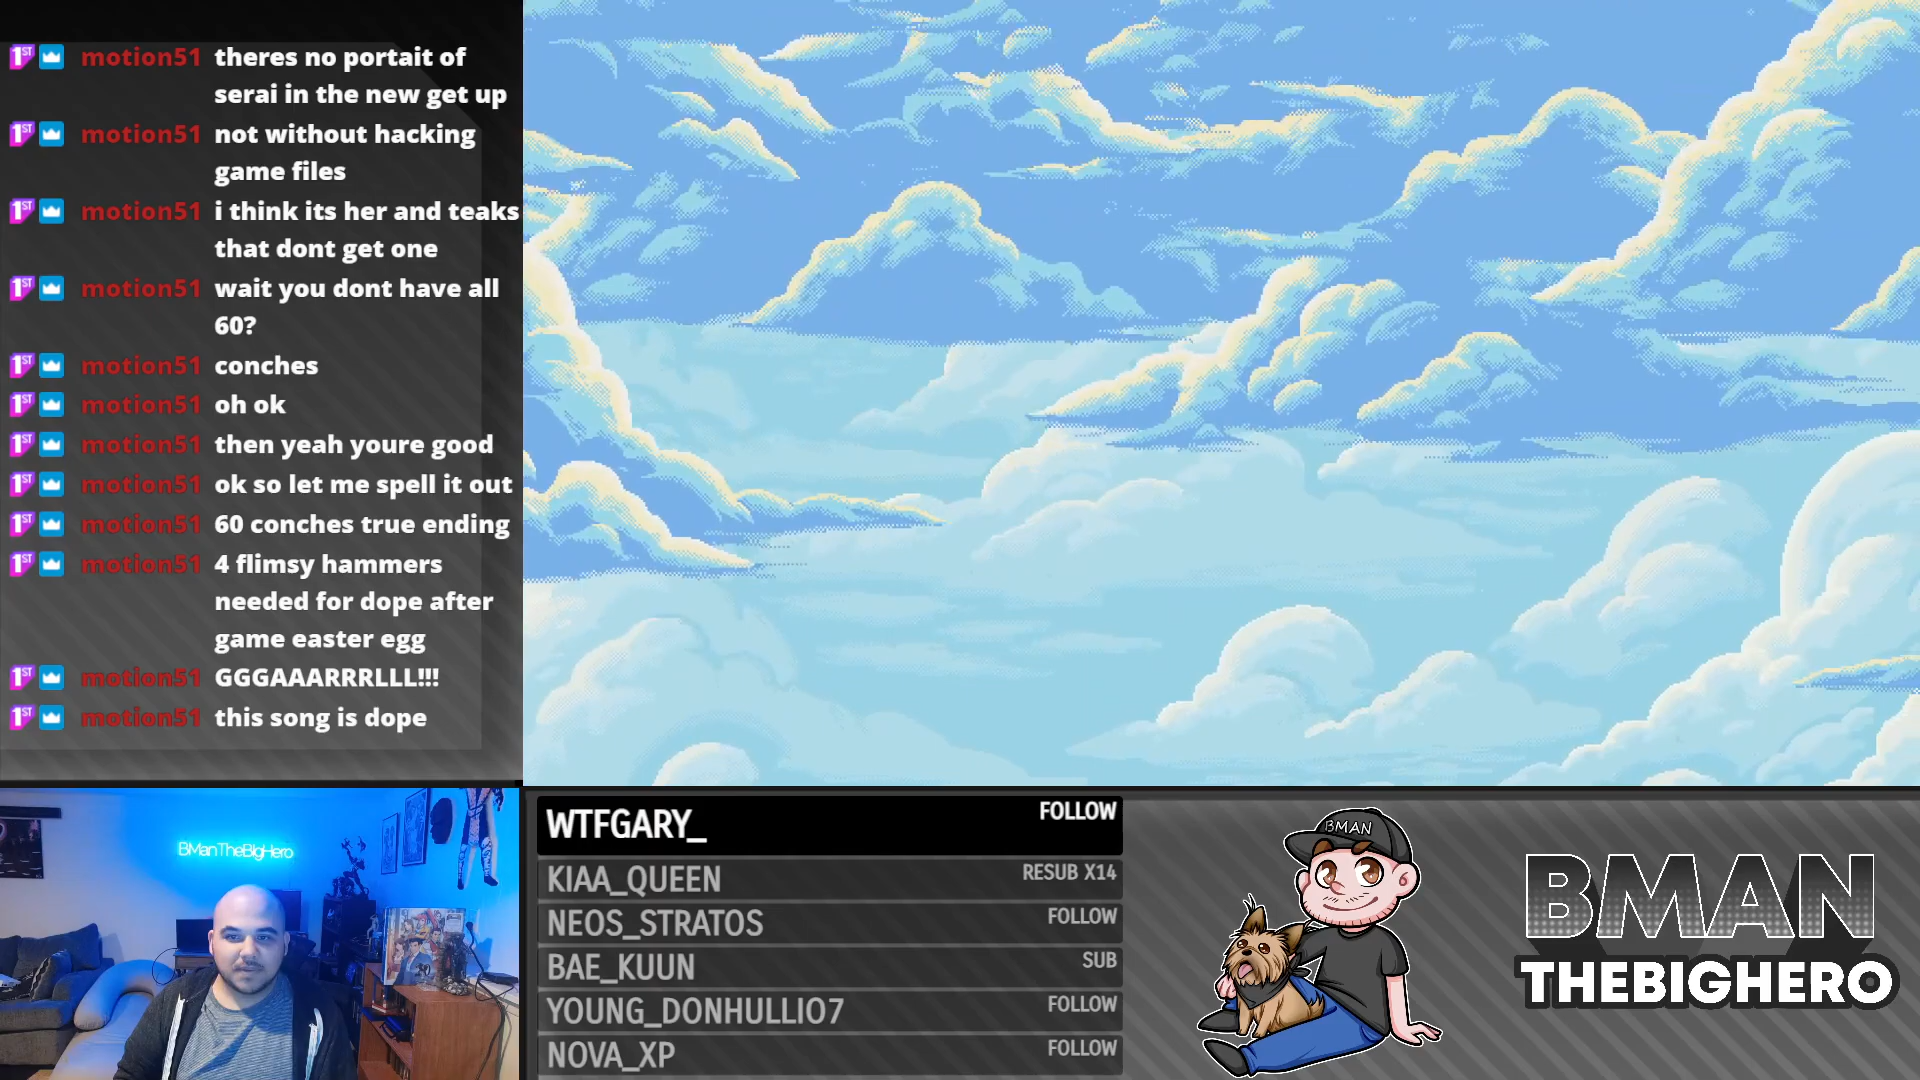 motion51 theres no portait of
serai in the new get up
motion51 not without hacking
game files
motion51 i think its her and teaks
that dont get one
motion51 wait you dont have all
60?
motion51 conches
motion51 oh ok
motion51 then yeah youre good
motion51 ok so let me spell it out
motion51 60 conches true ending
motion51 4 flimsy hammers
needed for dope after
game easter egg
motion51 GGGAAARRRLLL!!!
motion51 this song is dope
BManTheBigHero
WTFGARY_ FOLLOW
KIAA_QUEEN RESUB X14
NEOS_STRATOS FOLLOW
BAE_KUUN SUB
YOUNG_DONHULLIO7 FOLLOW
NOVA_XP FOLLOW
BMAN
BMAN
THEBIGHERO